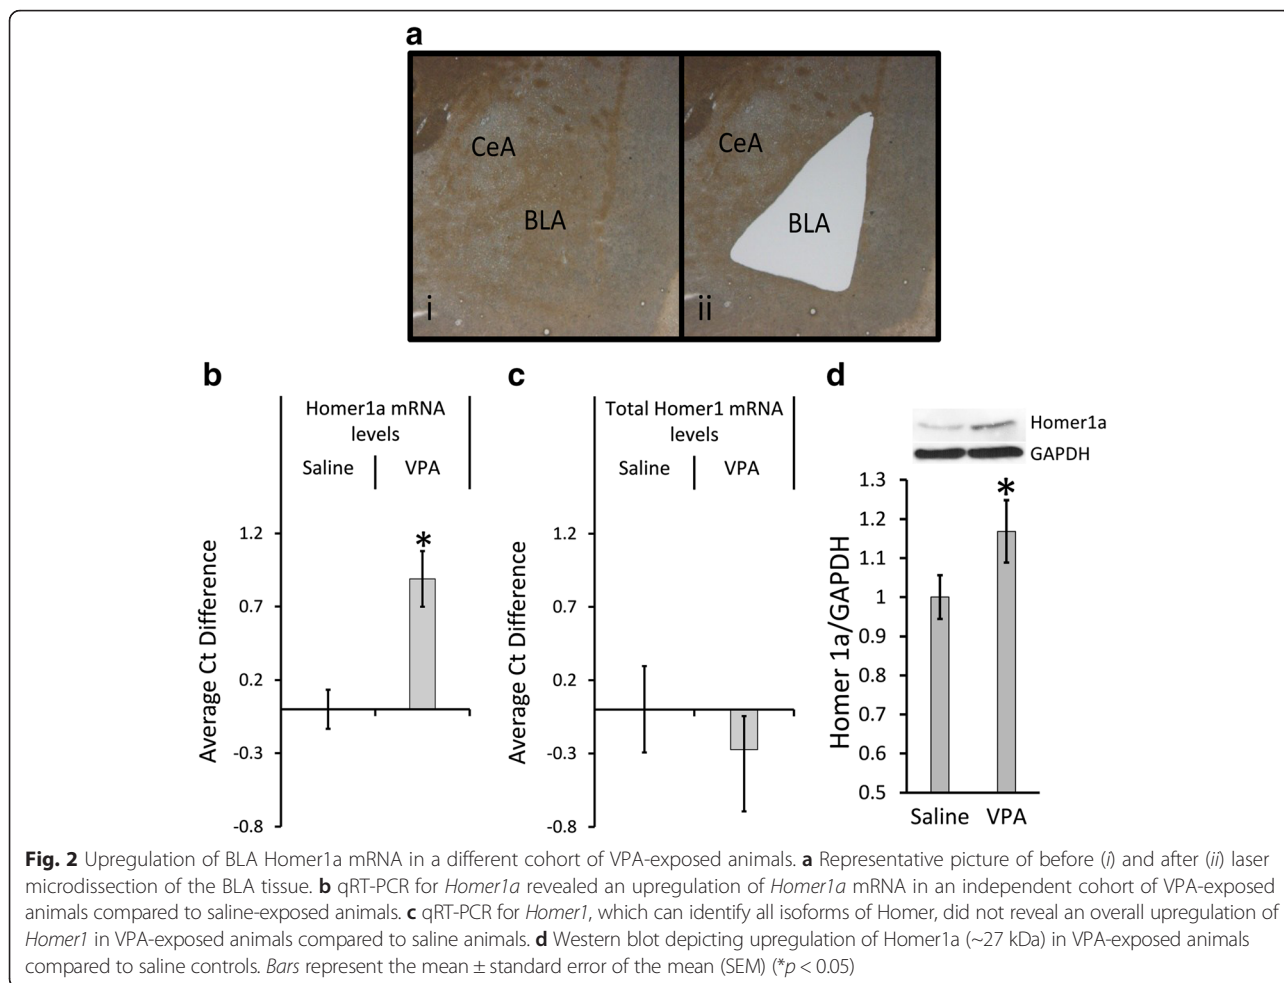 a
CeA
BLA
i
CeA
BLA
ii
b
Homer1a mRNA
levels
Saline
VPA
Average Ct Difference
1.2
0.7
0.2
-0.3
-0.8
*
c
Total Homer1 mRNA
levels
Saline
VPA
Average Ct Difference
1.2
0.7
0.2
-0.3
-0.8
d
Homer1a
GAPDH
Homer 1a/GAPDH
1.3
1.2
1.1
1
0.9
0.8
0.7
0.6
0.5
*
Saline VPA
Fig. 2 Upregulation of BLA Homer1a mRNA in a different cohort of VPA-exposed animals. a Representative picture of before (i) and after (ii) laser
microdissection of the BLA tissue. b qRT-PCR for Homer1a revealed an upregulation of Homer1a mRNA in an independent cohort of VPA-exposed
animals compared to saline-exposed animals. c qRT-PCR for Homer1, which can identify all isoforms of Homer, did not reveal an overall upregulation of
Homer1 in VPA-exposed animals compared to saline animals. d Western blot depicting upregulation of Homer1a (~27 kDa) in VPA-exposed animals
compared to saline controls. Bars represent the mean ± standard error of the mean (SEM) (*p < 0.05)